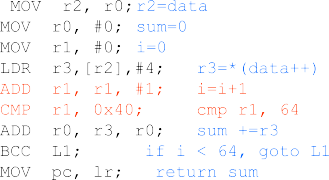 MOV r2, r0; r2=data
MOV r0, #0; sum=0
MOV r1, #0; i=0
LDR r3,[r2],#4; r3=*(data++)
ADD r1, r1, #1; i=i+1
CMP r1, 0x40; cmp r1, 64
ADD r0, r3, r0; sum +=r3
BCC L1; if i < 64, goto L1
MOV pc, lr; return sum